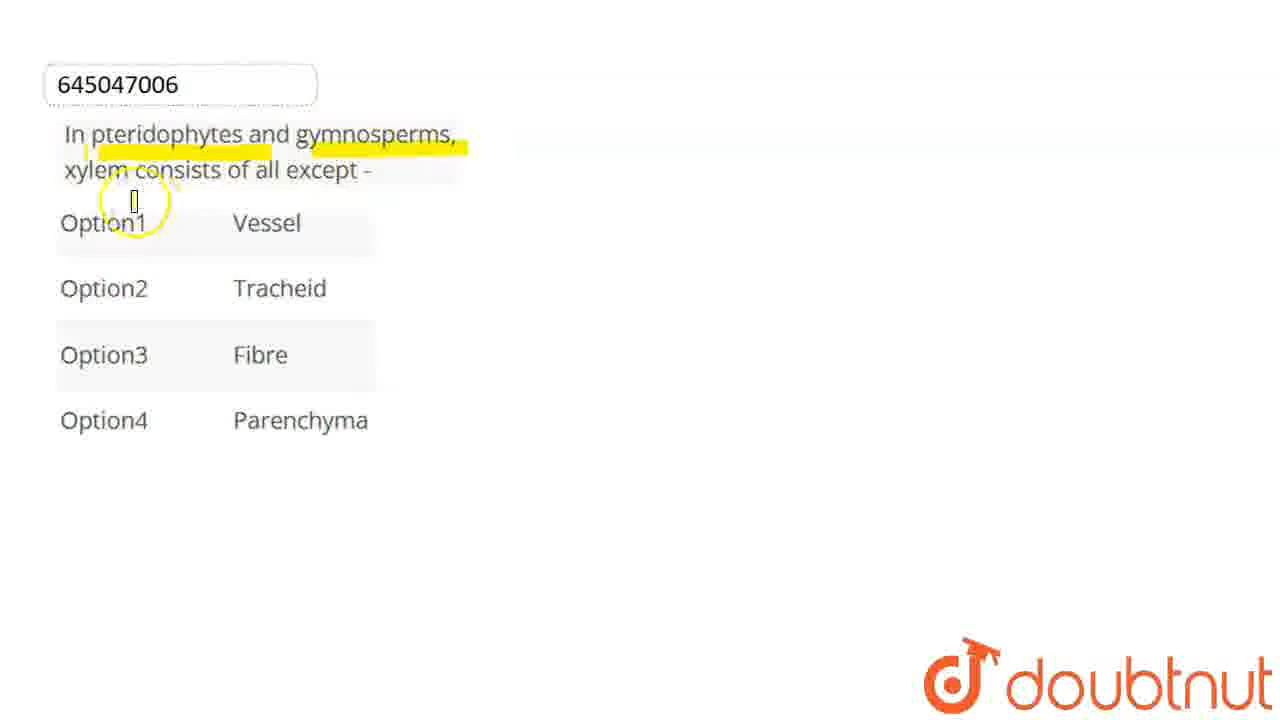 645047006
In pteridophytes and gymnosperms,
xylem consists of all except -
Option1 Vessel
Option2 Tracheid
Option3 Fibre
Option4 Parenchyma
doubtnut